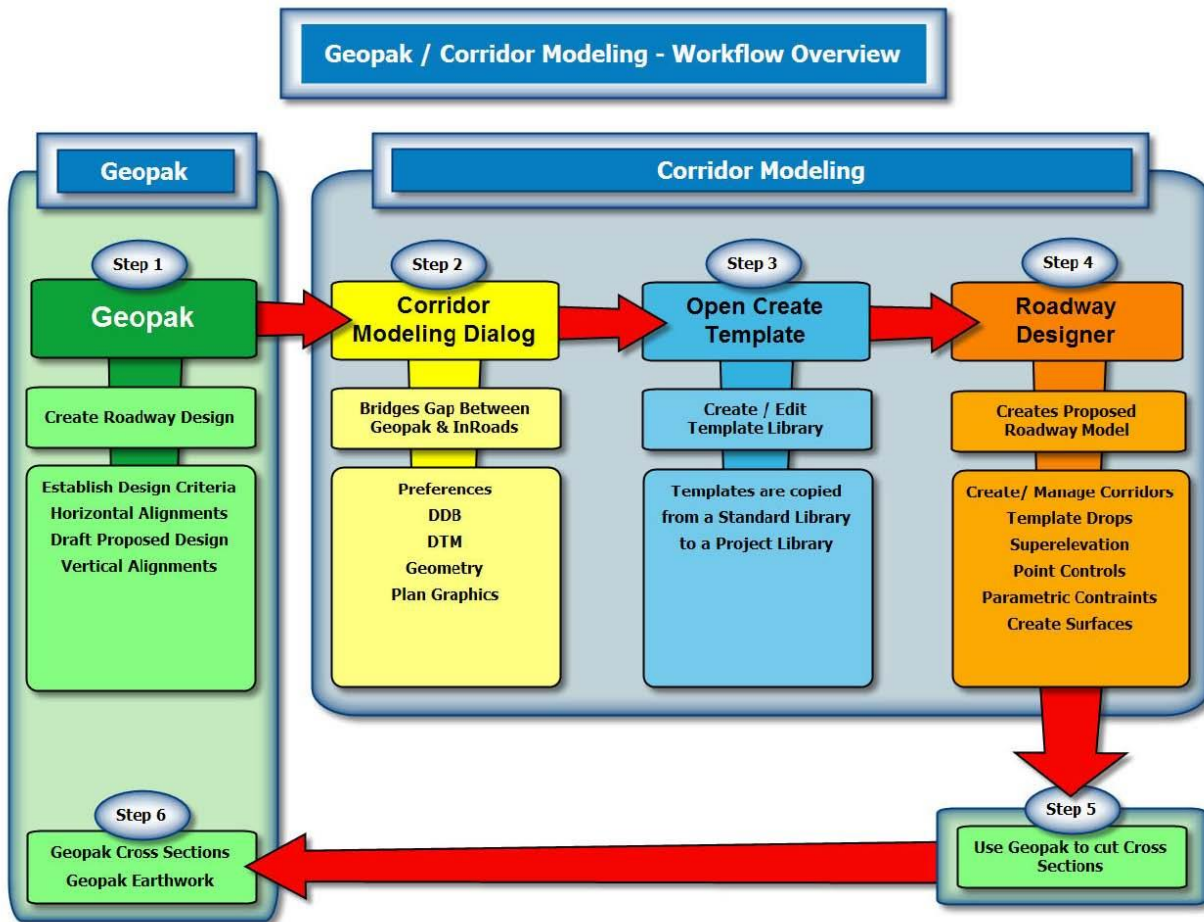 Geopak / Corridor Modeling - Workflow Overview
Geopak
Corridor Modeling
Step 1
Geopak
Create Roadway Design
Establish Design Criteria
Horizontal Alignments
Draft Proposed Design
Vertical Alignments
Step 2
Corridor
Modeling Dialog
Bridges Gap Between
Geopak & InRoads
Preferences
DDB
DTM
Geometry
Plan Graphics
Step 3
Open Create
Template
Create / Edit
Template Library
Templates are copied
from a Standard Library
to a Project Library
Step 4
Roadway
Designer
Creates Proposed
Roadway Model
Create/ Manage Corridors
Template Drops
Superelevation
Point Controls
Parametric Contraints
Create Surfaces
Step 5
Use Geopak to cut Cross
Sections
Step 6
Geopak Cross Sections
Geopak Earthwork